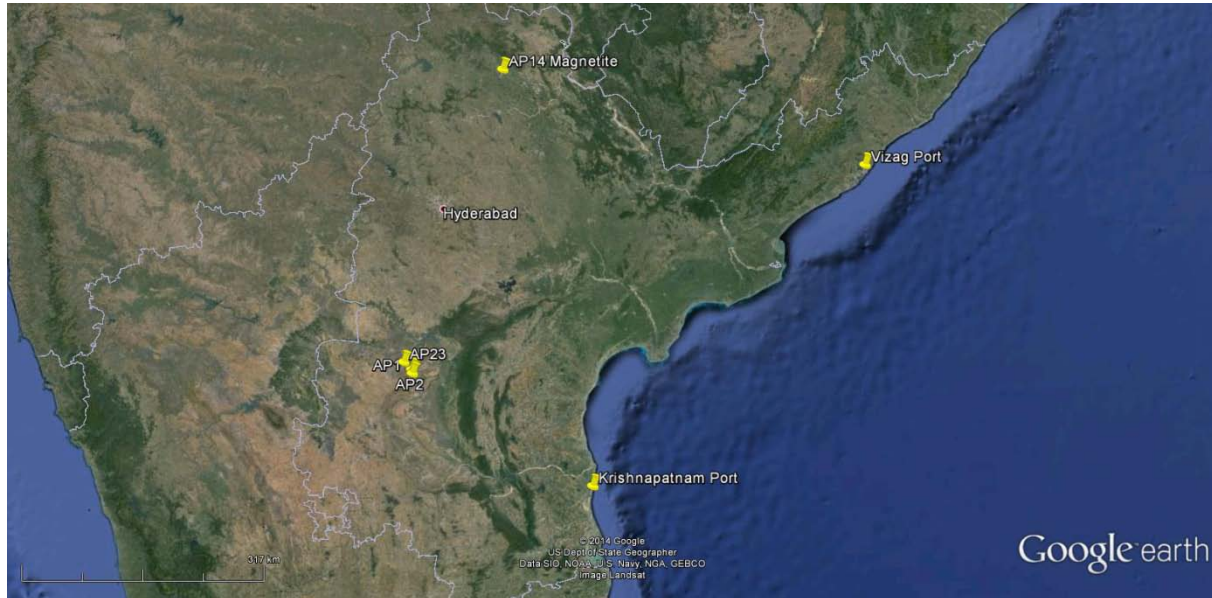 AP14 Magnetite
Vizag Port
Hyderabad
AP23
AP1
AP2
Krishnapatnam Port
317 km
© 2014 Google
US Dept of State Geographer
Data SIO, NOAA, U.S. Navy, NGA, GEBCO
Image Landsat
Google earth